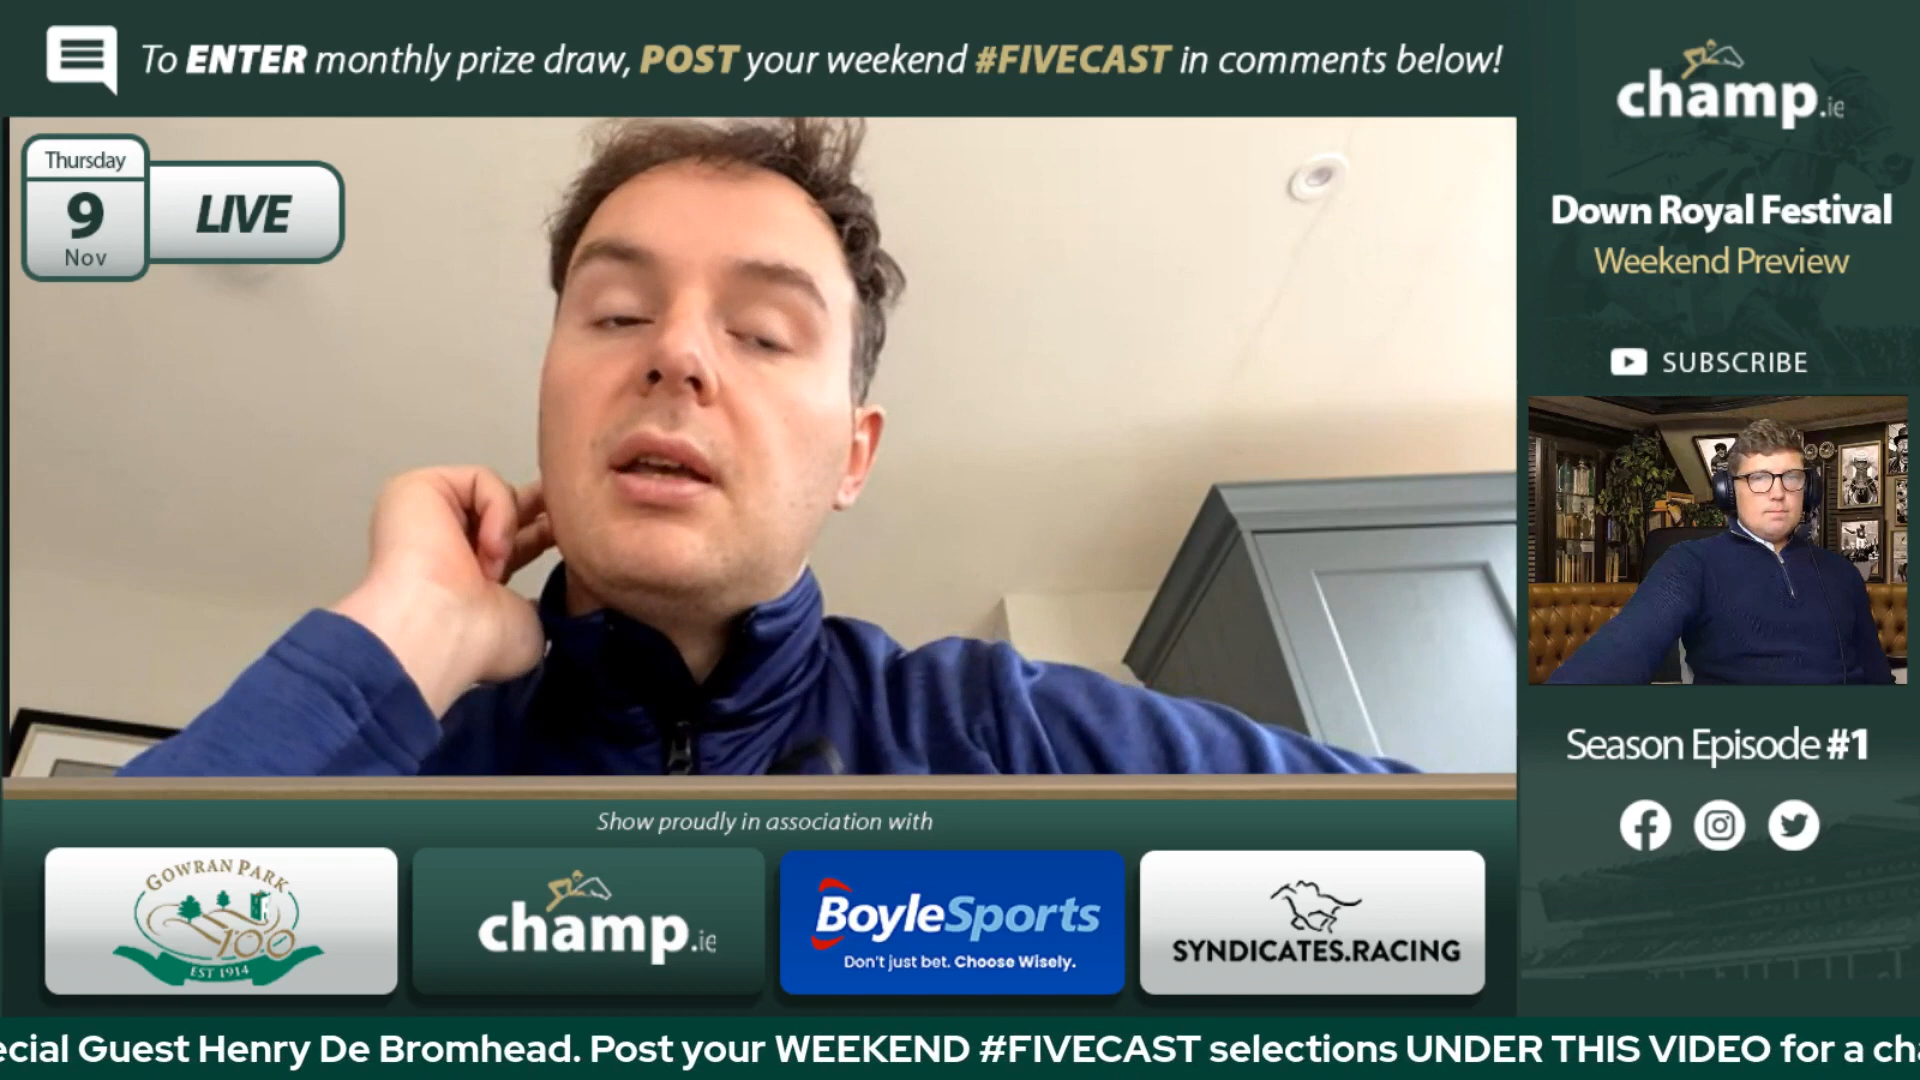 To ENTER monthly prize draw, POST your weekend #FIVECAST in comments below!
champ.ie
Thursday
9
Nov
LIVE
Down Royal Festival
Weekend Preview
SUBSCRIBE
Season Episode #1
Show proudly in association with
GOWRAN PARK
100
EST 1914
champ.ie
BoyleSports
Don't just bet. Choose Wisely.
SYNDICATES.RACING
ecial Guest Henry De Bromhead. Post your WEEKEND #FIVECAST selections UNDER THIS VIDEO for a cha